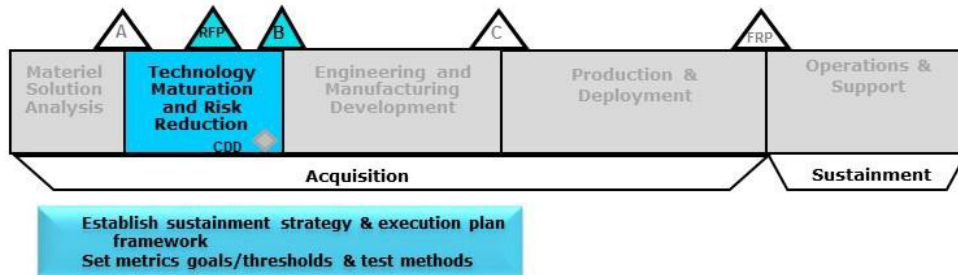 A
RFP
B
C
FRP
Materiel
Solution
Analysis
Technology
Maturation
and Risk
Reduction
CDD
Engineering and
Manufacturing
Development
Production &
Deployment
Operations &
Support
Acquisition
Sustainment
Establish sustainment strategy & execution plan
framework
Set metrics goals/thresholds & test methods